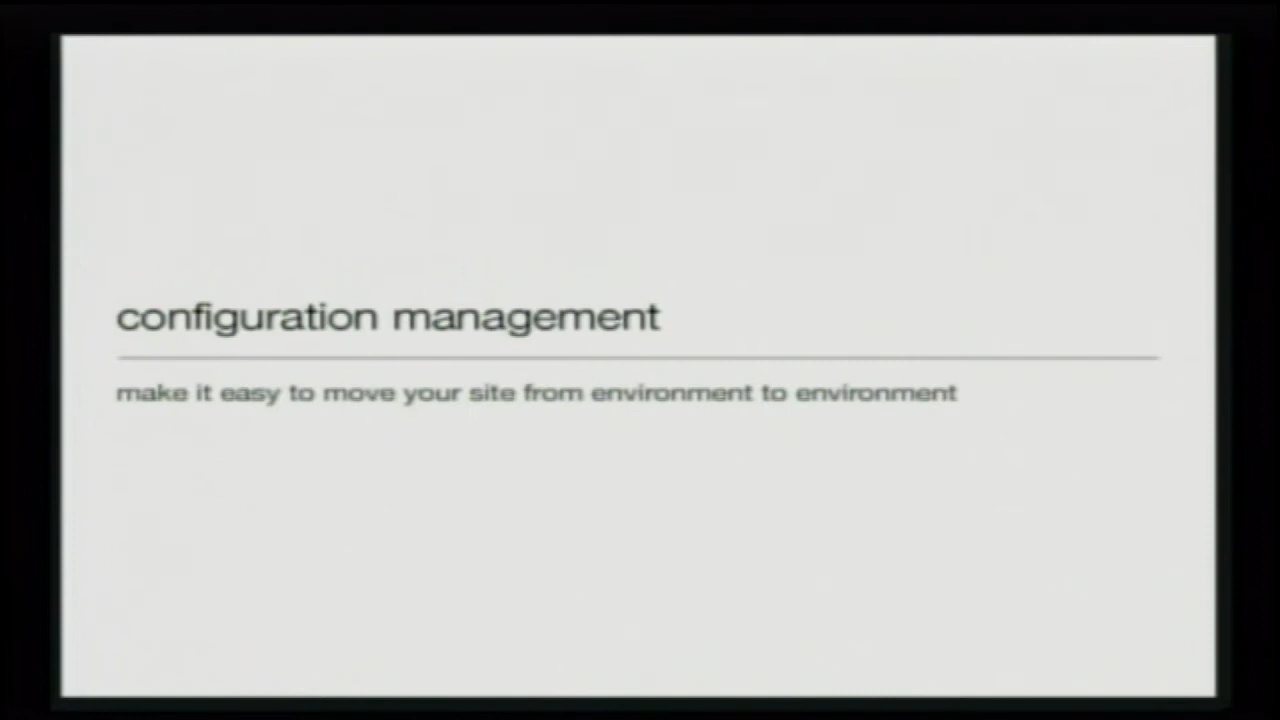 configuration management
make it easy to move your site from environment to environment